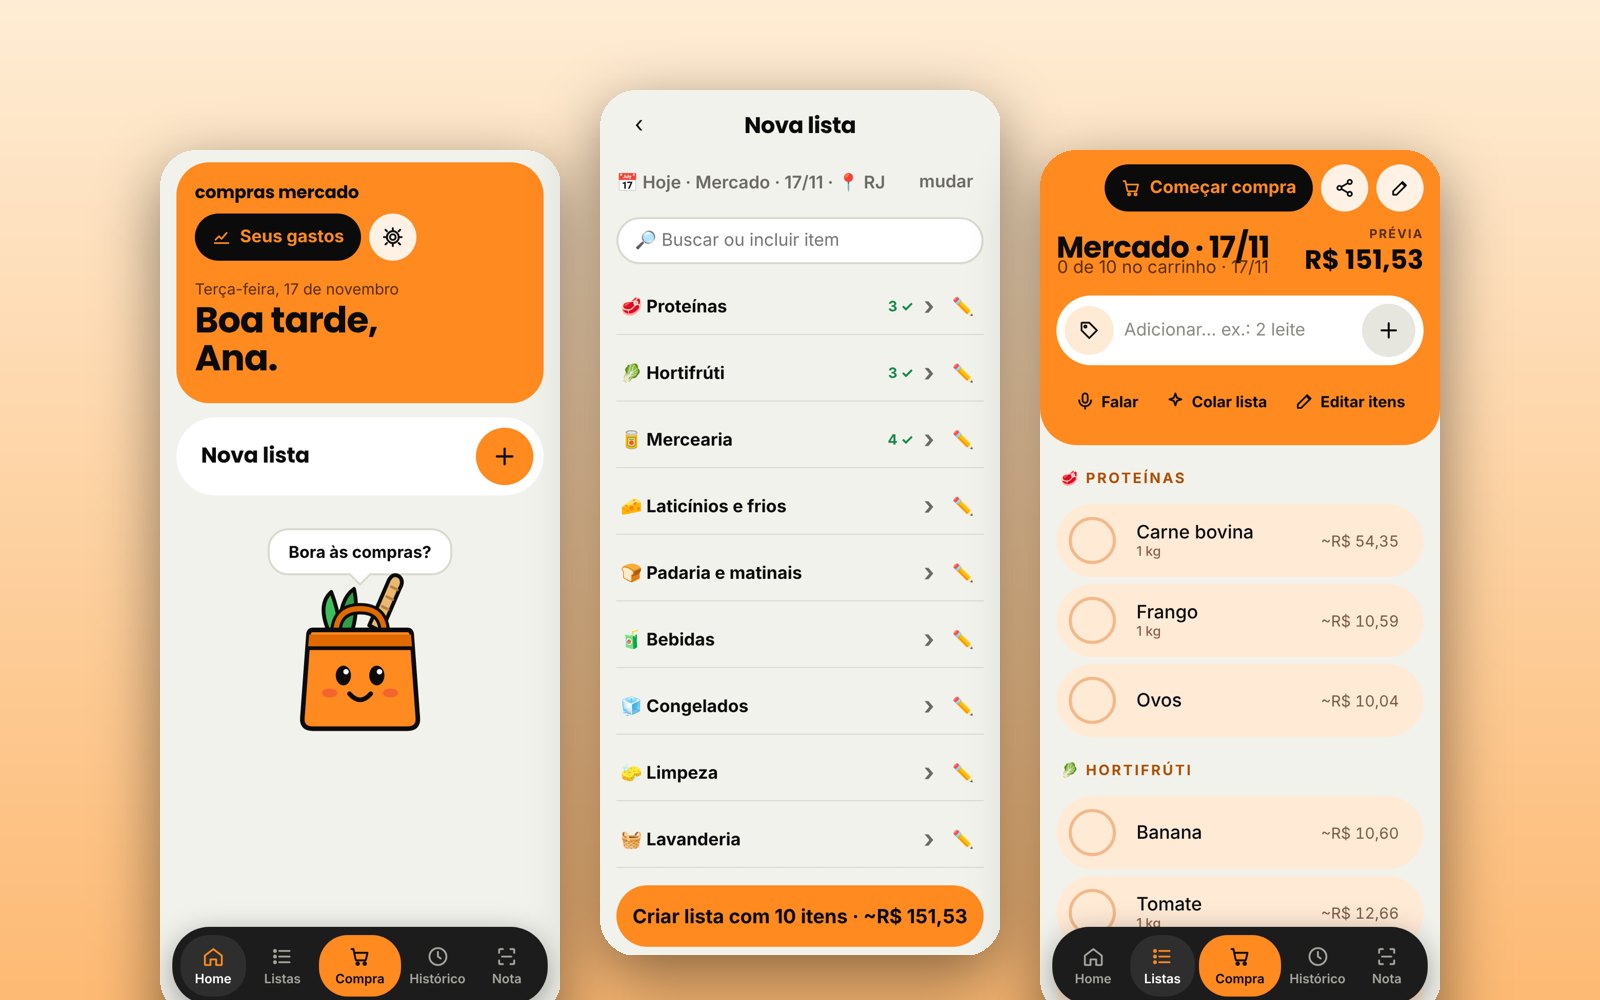 compras mercado
Seus gastos
Terça-feira, 17 de novembro
Boa tarde,
Ana.
Nova lista
Bora às compras?
Home
Listas
Compra
Histórico
Nota
Nova lista
Hoje · Mercado · 17/11 · RJ
mudar
Buscar ou incluir item
Proteínas 3
Hortifrúti 3
Mercearia 4
Laticínios e frios
Padaria e matinais
Bebidas
Congelados
Limpeza
Lavanderia
Criar lista com 10 itens · ~R$ 151,53
Começar compra
PRÉVIA
Mercado · 17/11
R$ 151,53
0 de 10 no carrinho · 17/11
Adicionar... ex.: 2 leite
Falar
Colar lista
Editar itens
PROTEÍNAS
Carne bovina
1 kg
~R$ 54,35
Frango
1 kg
~R$ 10,59
Ovos
~R$ 10,04
HORTIFRÚTI
Banana
~R$ 10,60
Tomate
1 kg
~R$ 12,66
Home
Listas
Compra
Histórico
Nota